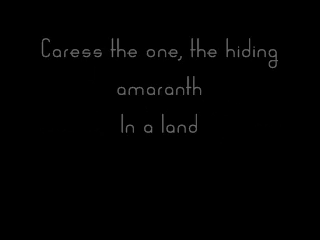 Caress the one, the hiding
amaranth
In a land